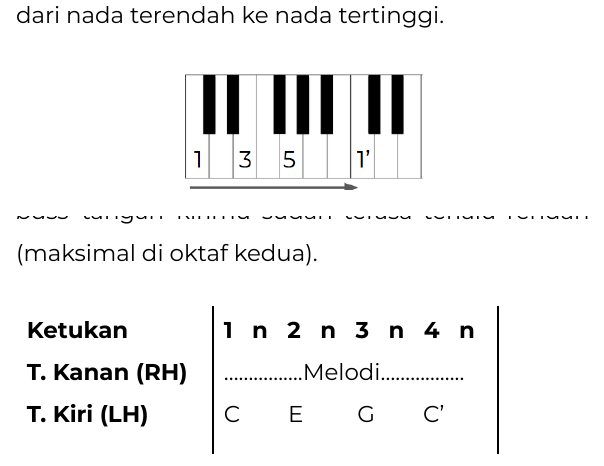 dari nada terendah ke nada tertinggi.
1 3 5 1’
(maksimal di oktaf kedua).
Ketukan 1 n 2 n 3 n 4 n
T. Kanan (RH) ................Melodi.................
T. Kiri (LH) C E G C’